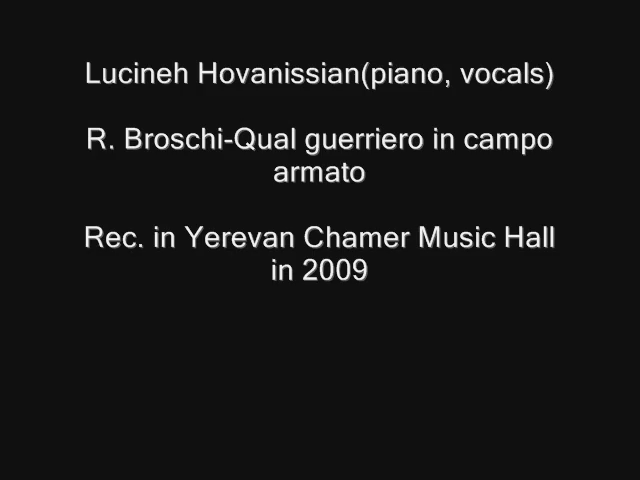 Lucineh Hovanissian(piano, vocals)
R. Broschi-Qual guerriero in campo
armato
Rec. in Yerevan Chamer Music Hall
in 2009